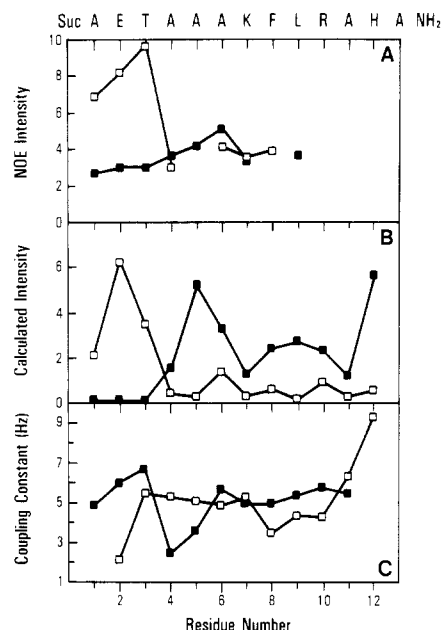 Suc A E T A A A K F L R A H A NH₂
A
10
8
6
4
2
0
NOE Intensity
B
6
4
2
0
Calculated Intensity
9
7
5
3
1
Coupling Constant (Hz)
C
2 4 6 8 10 12
Residue Number